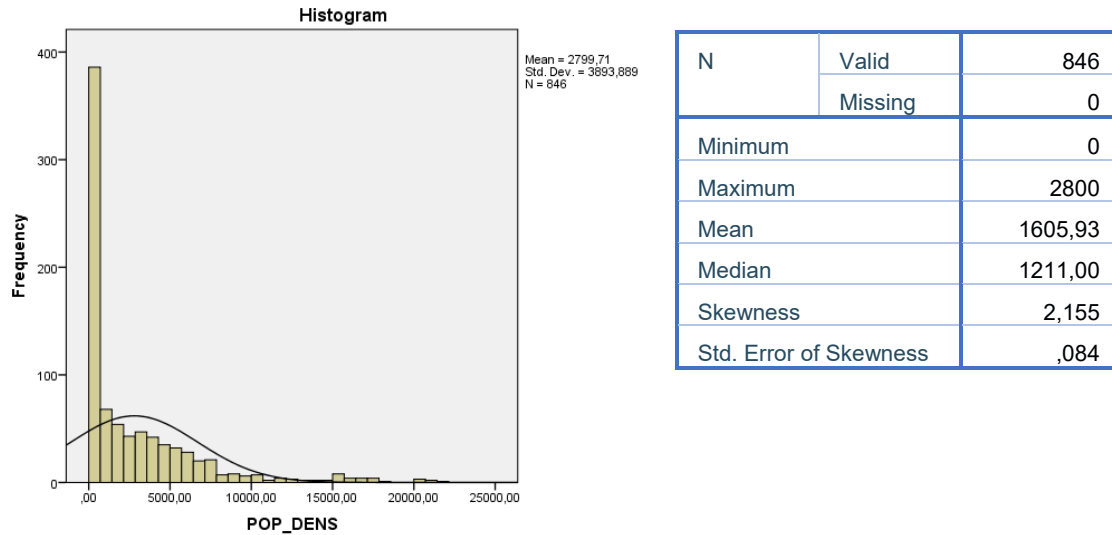 Histogram
Mean = 2799,71
Std. Dev. = 3893,889
N = 846
400
300
200
100
0
Frequency
,00 5000,00 10000,00 15000,00 20000,00 25000,00
POP_DENS
N Valid 846
Missing 0
Minimum 0
Maximum 2800
Mean 1605,93
Median 1211,00
Skewness 2,155
Std. Error of Skewness ,084